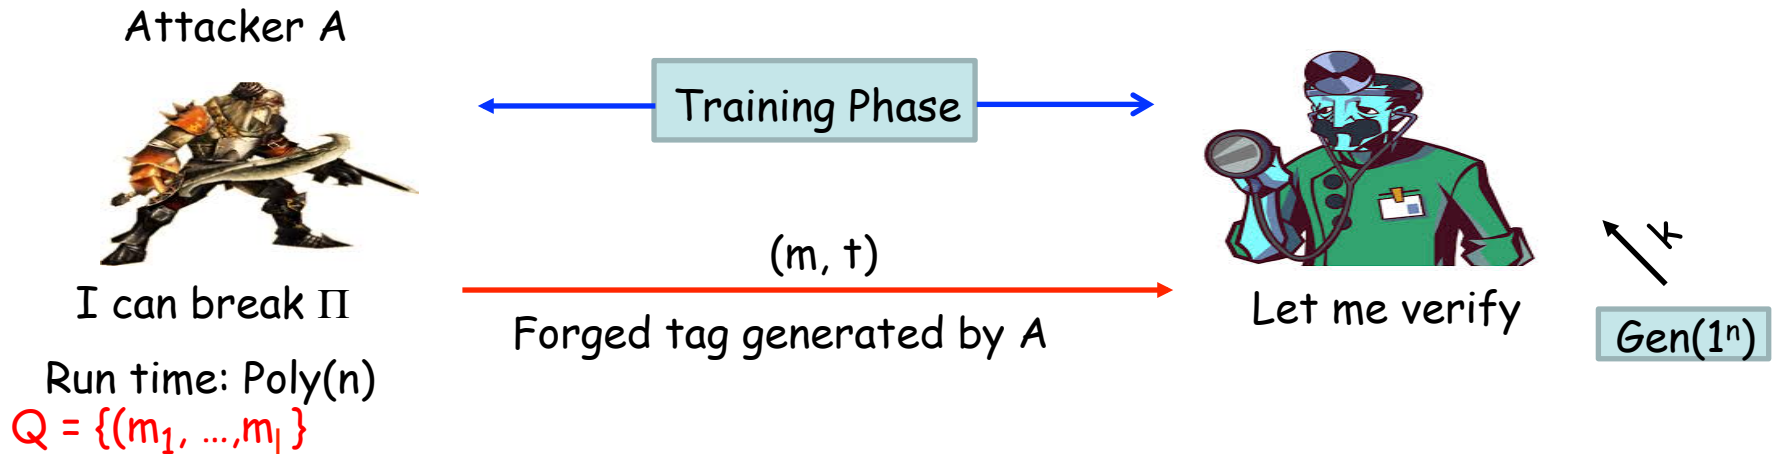 Attacker A
Training Phase
(m, t)
k
I can break Π
Let me verify
Forged tag generated by A
Gen(1ⁿ)
Run time: Poly(n)
Q = {(m₁, …,mₗ }